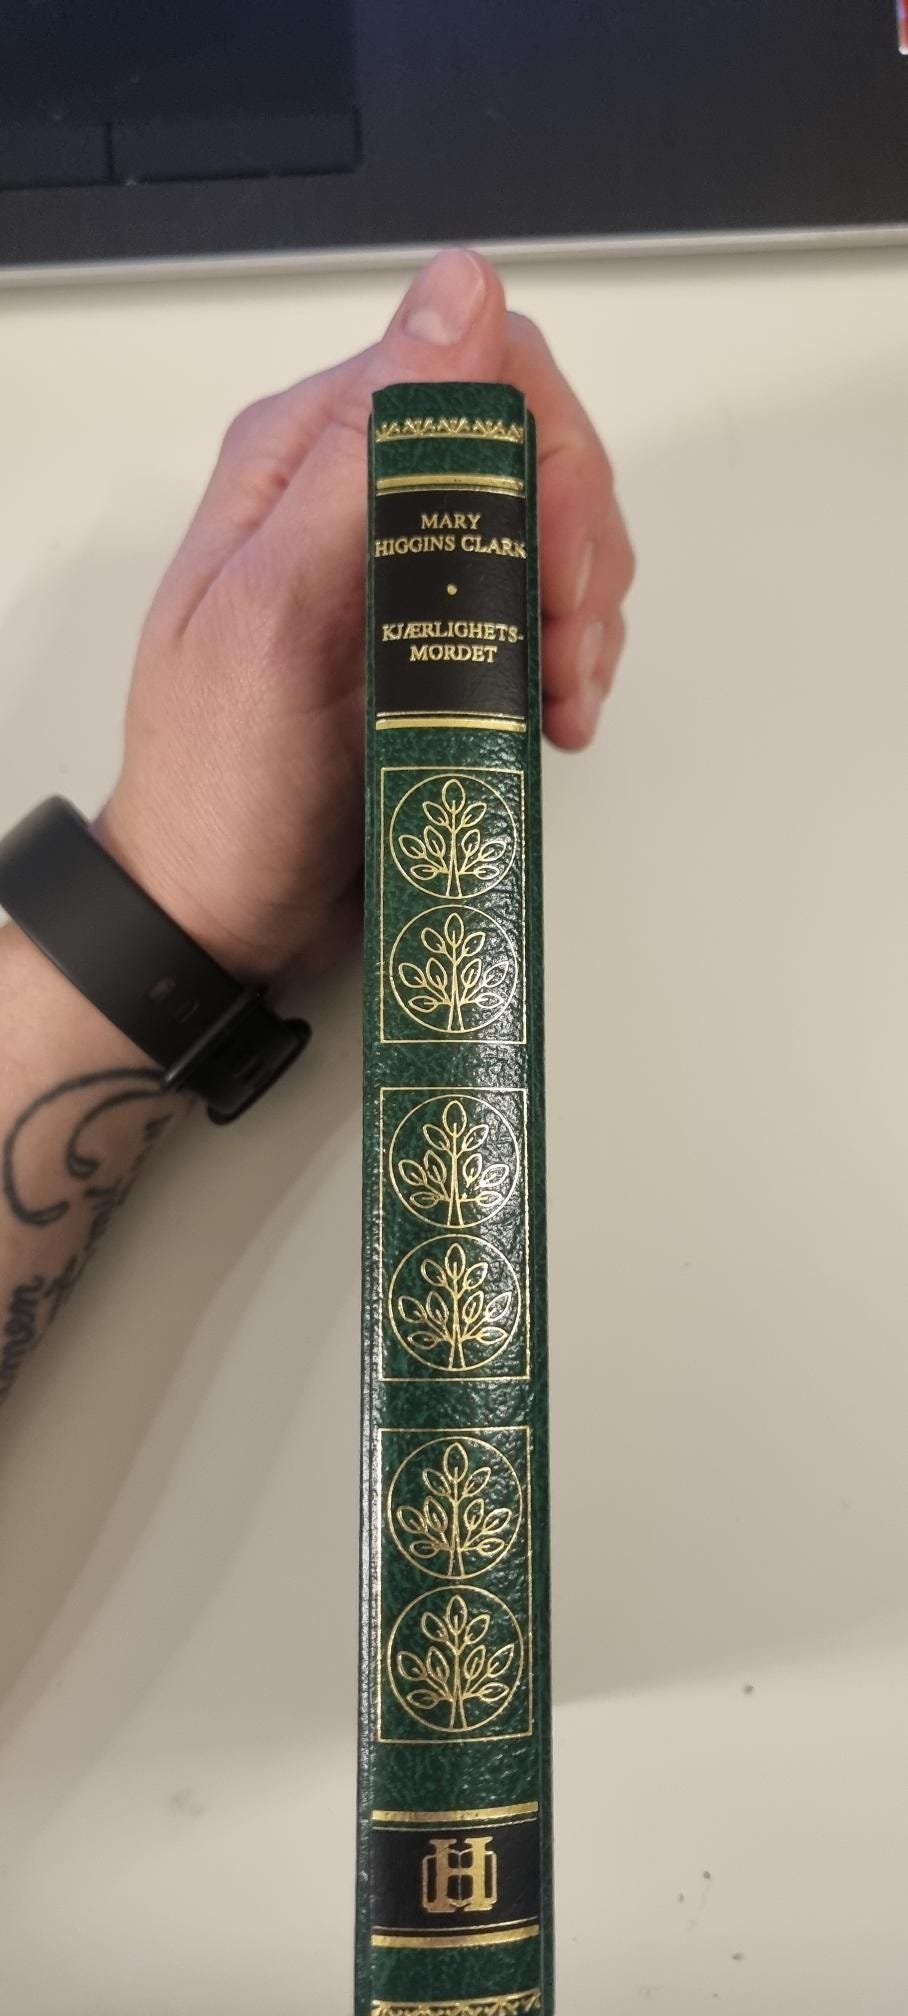 MARY
HIGGINS CLARK
KJÆRLIGHETS-
MORDET
H